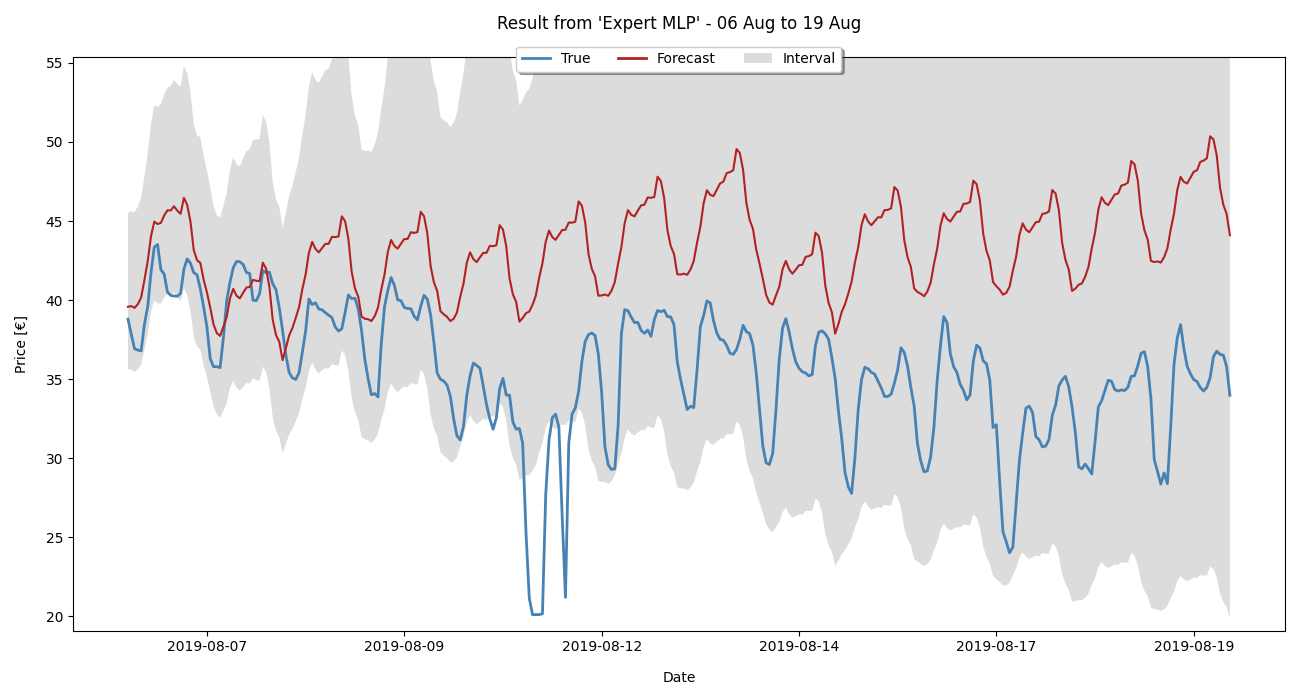 Result from 'Expert MLP' - 06 Aug to 19 Aug
True Forecast Interval
55
50
45
40
35
30
25
20
Price [€]
2019-08-07 2019-08-09 2019-08-12 2019-08-14 2019-08-17 2019-08-19
Date